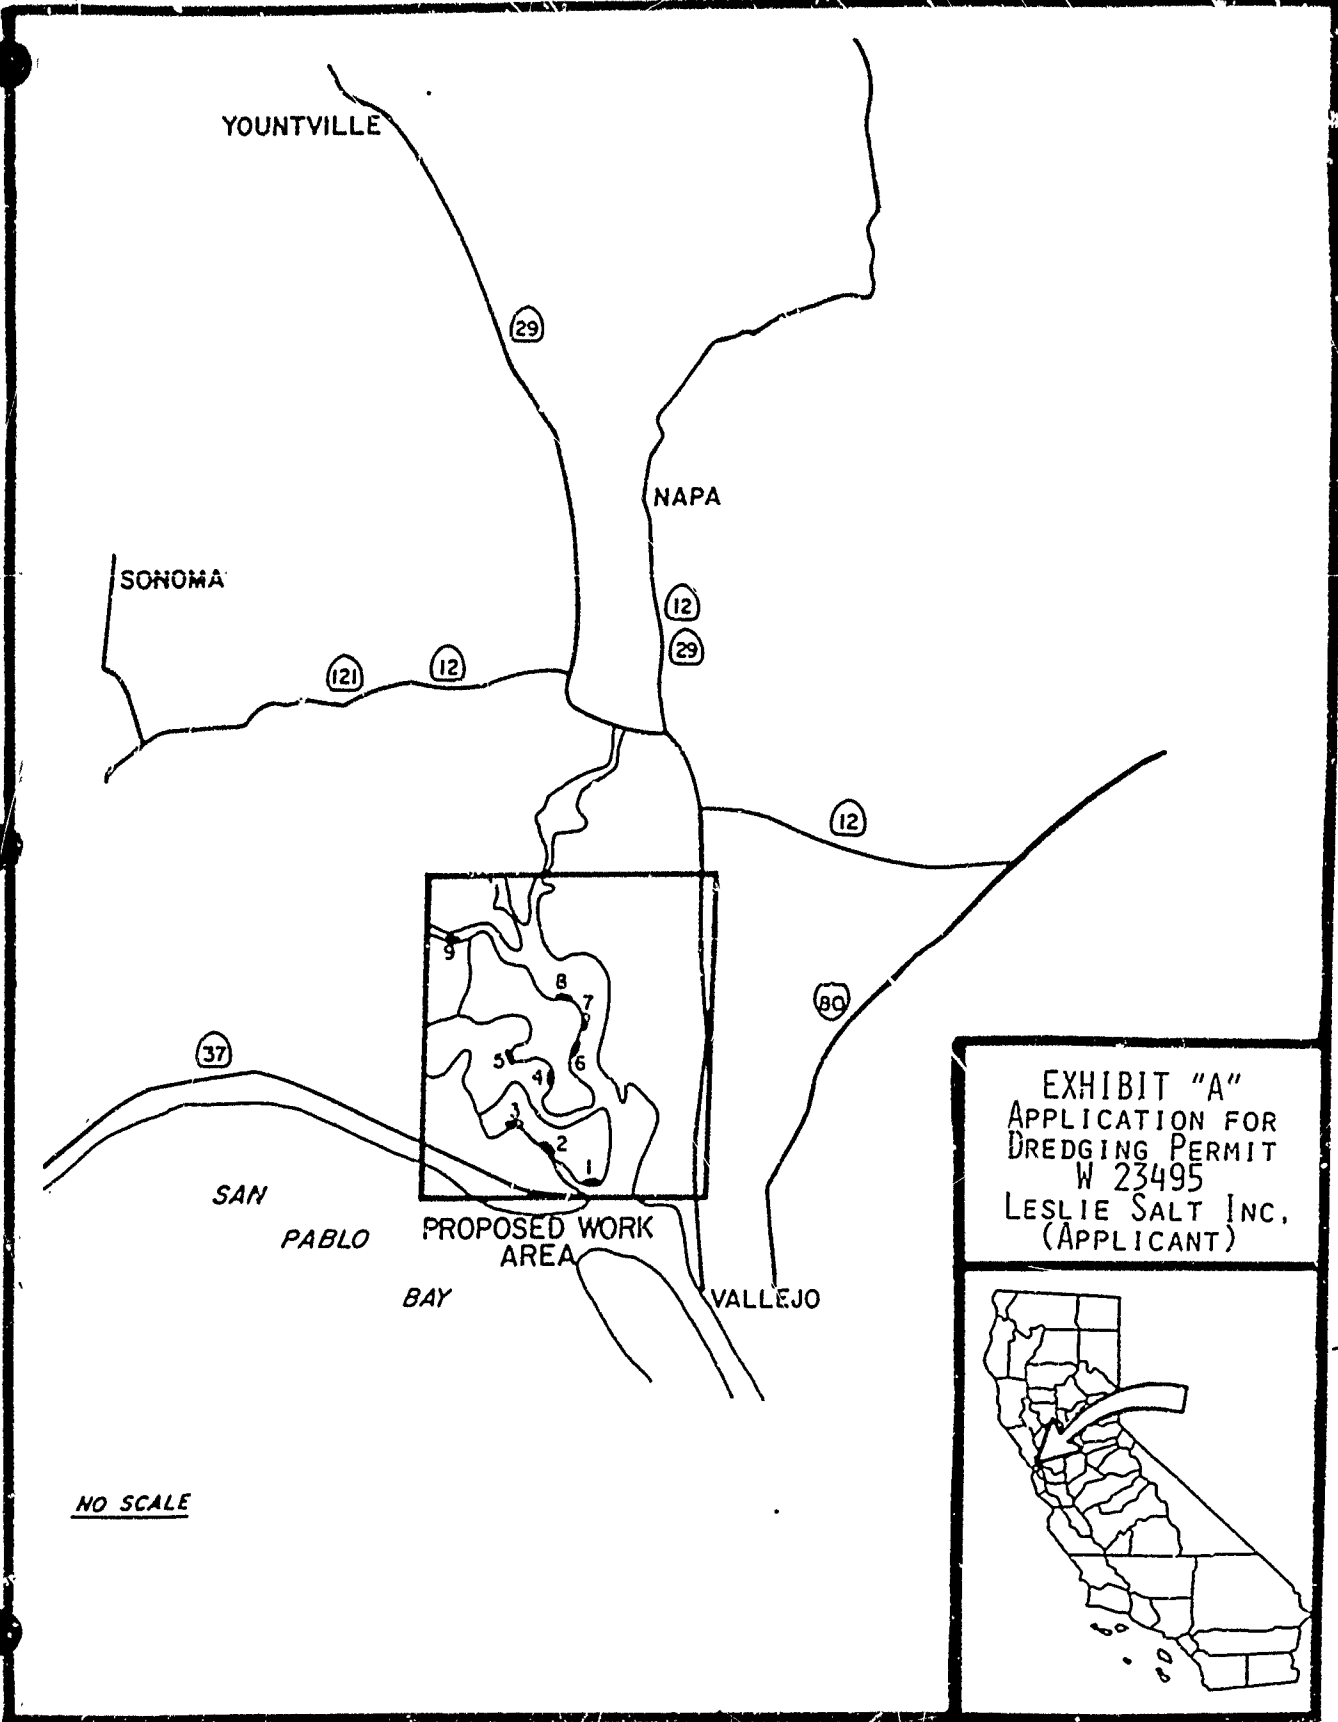 YOUNTVILLE
29
NAPA
SONOMA
12
29
121
12
12
9
8
7
80
37
5
6
4
3
2
1
SAN
PABLO
BAY
PROPOSED WORK
AREA
VALLEJO
NO SCALE
EXHIBIT "A"
APPLICATION FOR
DREDGING PERMIT
W 23495
LESLIE SALT INC.
(APPLICANT)